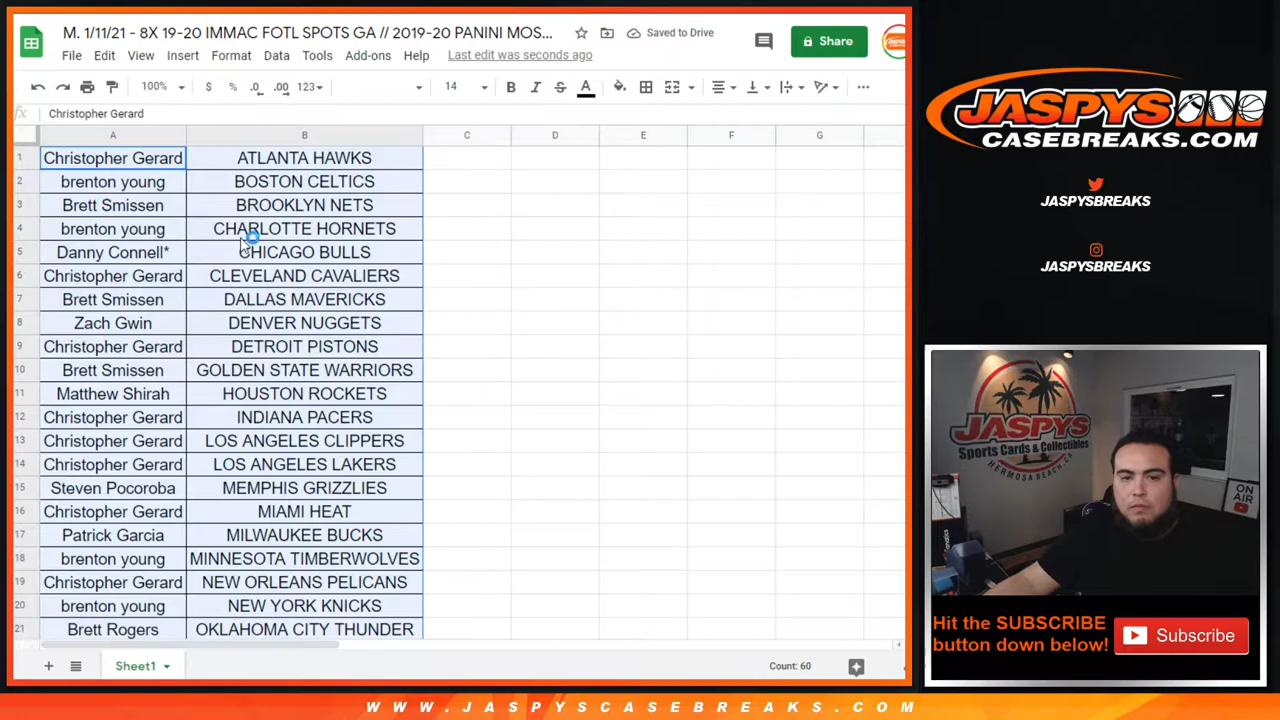 M. 1/11/21 - 8X 19-20 IMMAC FOTL SPOTS GA // 2019-20 PANINI MOS...
Saved to Drive
Share
File Edit View Insert Format Data Tools Add-ons Help Last edit was seconds ago
100% $ % .0 .00 123 14 B I S A
fx Christopher Gerard
A B C D E F G
1 Christopher Gerard ATLANTA HAWKS
2 brenton young BOSTON CELTICS
3 Brett Smissen BROOKLYN NETS
4 brenton young CHARLOTTE HORNETS
5 Danny Connell* CHICAGO BULLS
6 Christopher Gerard CLEVELAND CAVALIERS
7 Brett Smissen DALLAS MAVERICKS
8 Zach Gwin DENVER NUGGETS
9 Christopher Gerard DETROIT PISTONS
10 Brett Smissen GOLDEN STATE WARRIORS
11 Matthew Shirah HOUSTON ROCKETS
12 Christopher Gerard INDIANA PACERS
13 Christopher Gerard LOS ANGELES CLIPPERS
14 Christopher Gerard LOS ANGELES LAKERS
15 Steven Pocoroba MEMPHIS GRIZZLIES
16 Christopher Gerard MIAMI HEAT
17 Patrick Garcia MILWAUKEE BUCKS
18 brenton young MINNESOTA TIMBERWOLVES
19 Christopher Gerard NEW ORLEANS PELICANS
20 brenton young NEW YORK KNICKS
21 Brett Rogers OKLAHOMA CITY THUNDER
Sheet1
Count: 60
JASPYS
CASEBREAKS.COM
JASPYSBREAKS
JASPYSBREAKS
JASPYS
Sports Cards & Collectibles
HERMOSA BEACH, CA
ON
AIR
Hit the SUBSCRIBE
button down below!
Subscribe
WWW.JASPYSCASEBREAKS.COM